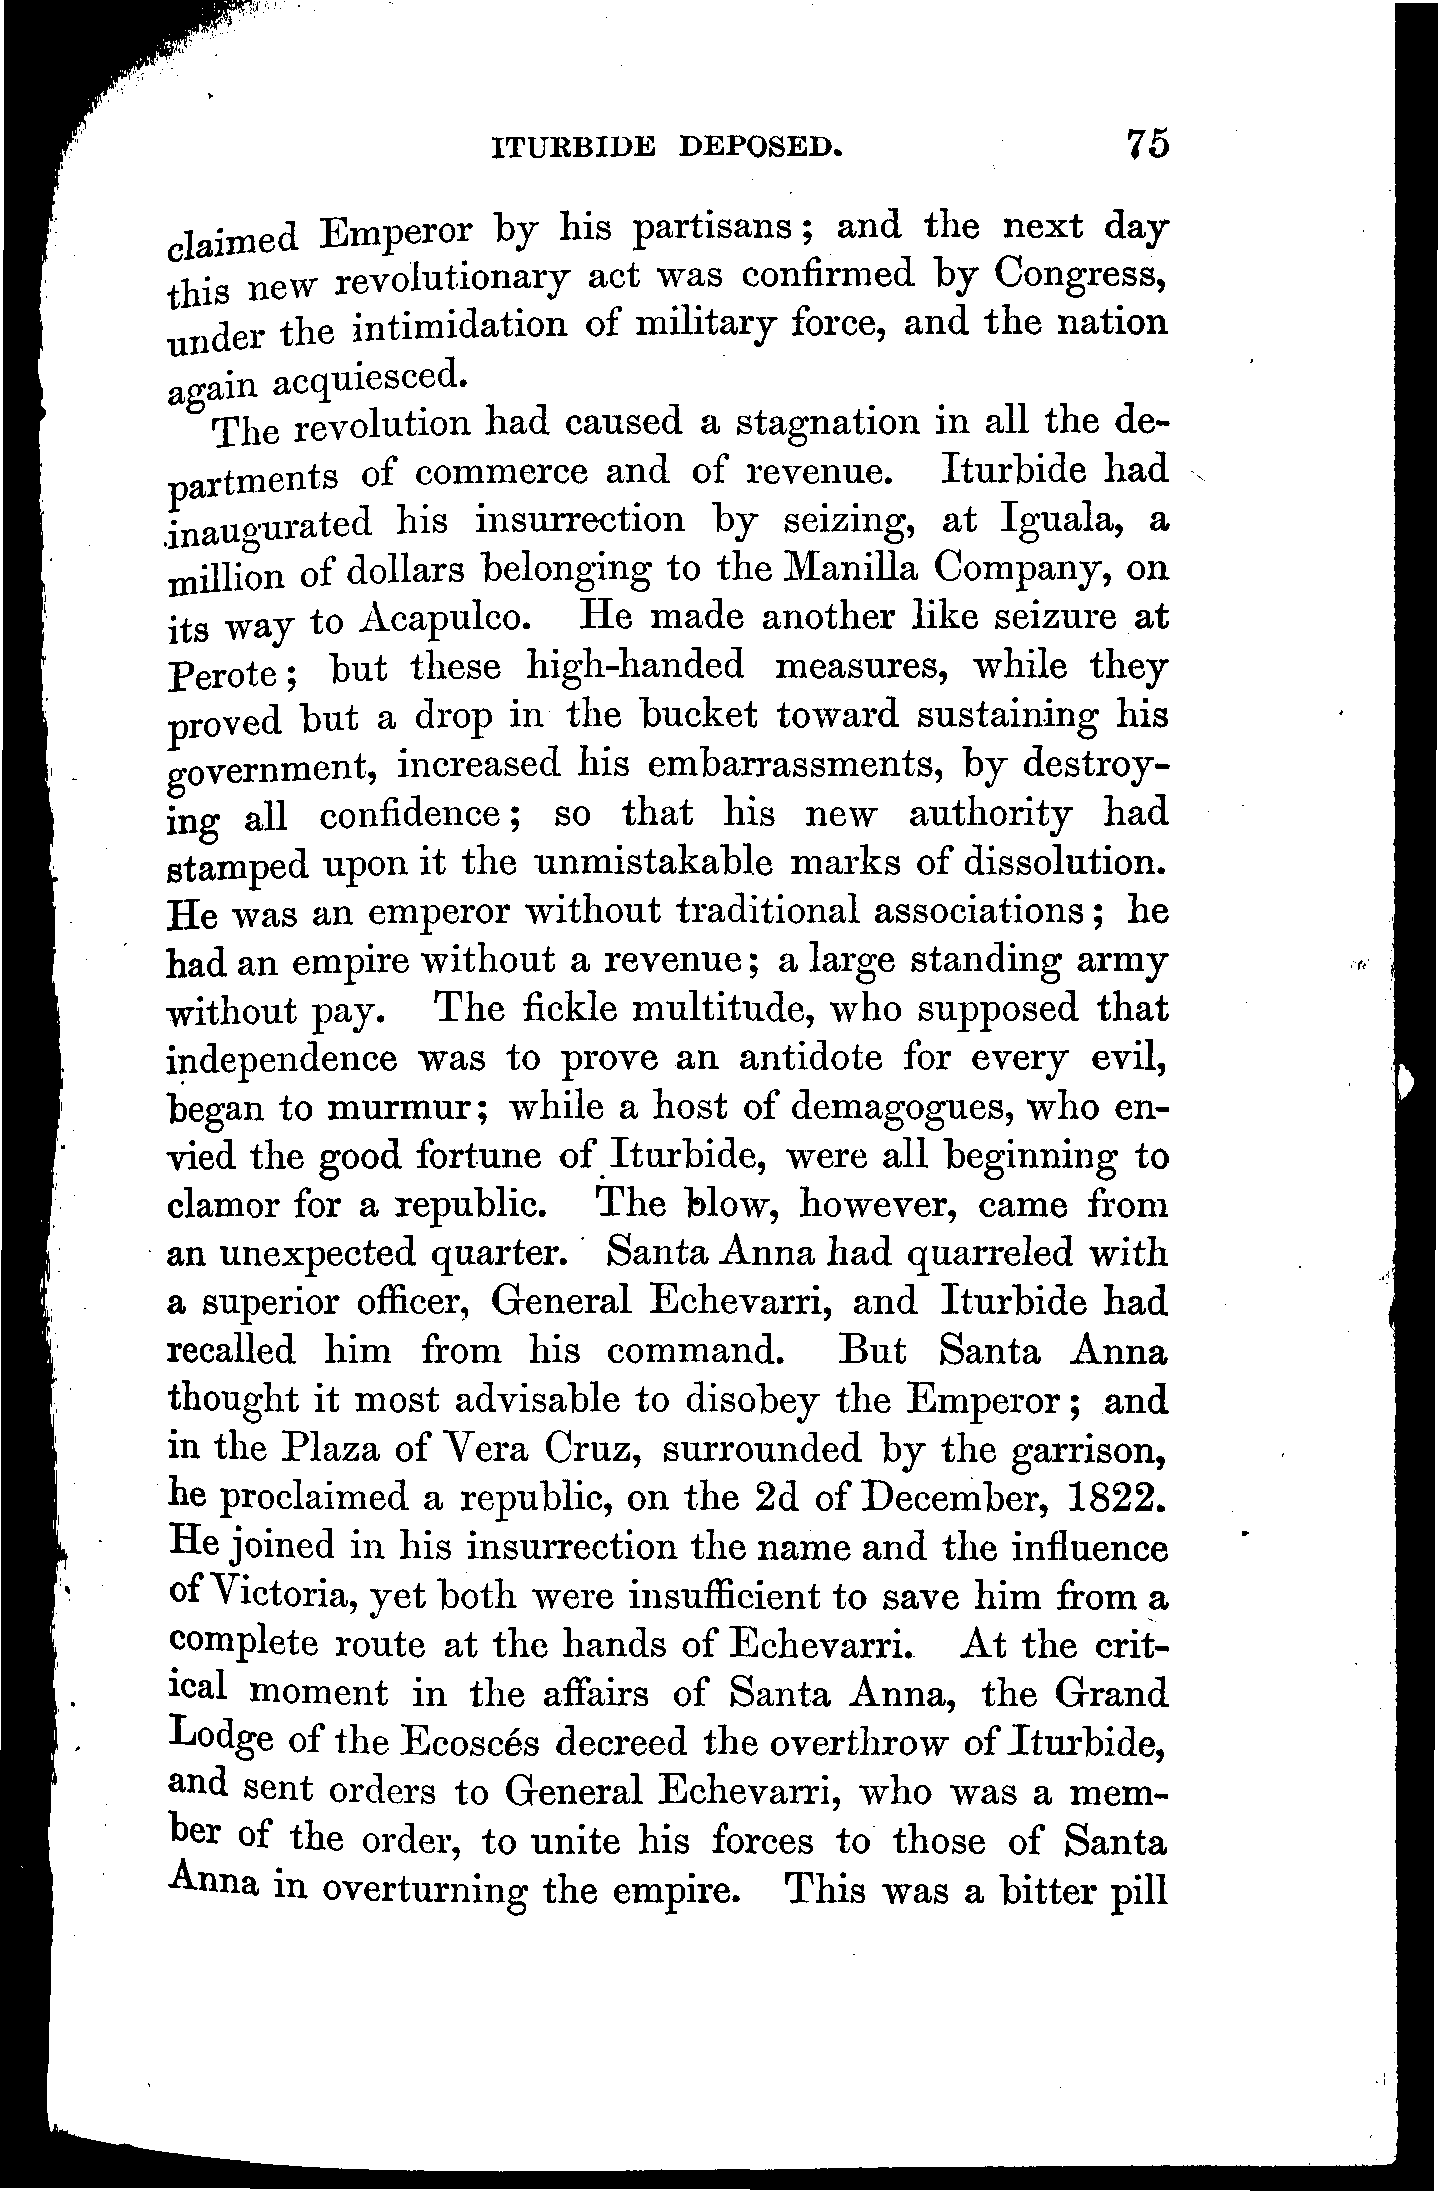 ITURBIDE DEPOSED. 75
claimed Emperor by his partisans; and the next day
this new revolutionary act was confirmed by Congress,
under the intimidation of military force, and the nation
again acquiesced.
The revolution had caused a stagnation in all the de-
partments of commerce and of revenue. Iturbide had
inaugurated his insurrection by seizing, at Iguala, a
million of dollars belonging to the Manilla Company, on
its way to Acapulco. He made another like seizure at
Perote; but these high-handed measures, while they
proved but a drop in the bucket toward sustaining his
government, increased his embarrassments, by destroy-
ing all confidence; so that his new authority had
stamped upon it the unmistakable marks of dissolution.
He was an emperor without traditional associations; he
had an empire without a revenue; a large standing army
without pay. The fickle multitude, who supposed that
independence was to prove an antidote for every evil,
began to murmur; while a host of demagogues, who en-
vied the good fortune of Iturbide, were all beginning to
clamor for a republic. The blow, however, came from
an unexpected quarter. Santa Anna had quarreled with
a superior officer, General Echevarri, and Iturbide had
recalled him from his command. But Santa Anna
thought it most advisable to disobey the Emperor; and
in the Plaza of Vera Cruz, surrounded by the garrison,
he proclaimed a republic, on the 2d of December, 1822.
He joined in his insurrection the name and the influence
of Victoria, yet both were insufficient to save him from a
complete route at the hands of Echevarri. At the crit-
ical moment in the affairs of Santa Anna, the Grand
Lodge of the Ecoscés decreed the overthrow of Iturbide,
and sent orders to General Echevarri, who was a mem-
ber of the order, to unite his forces to those of Santa
Anna in overturning the empire. This was a bitter pill